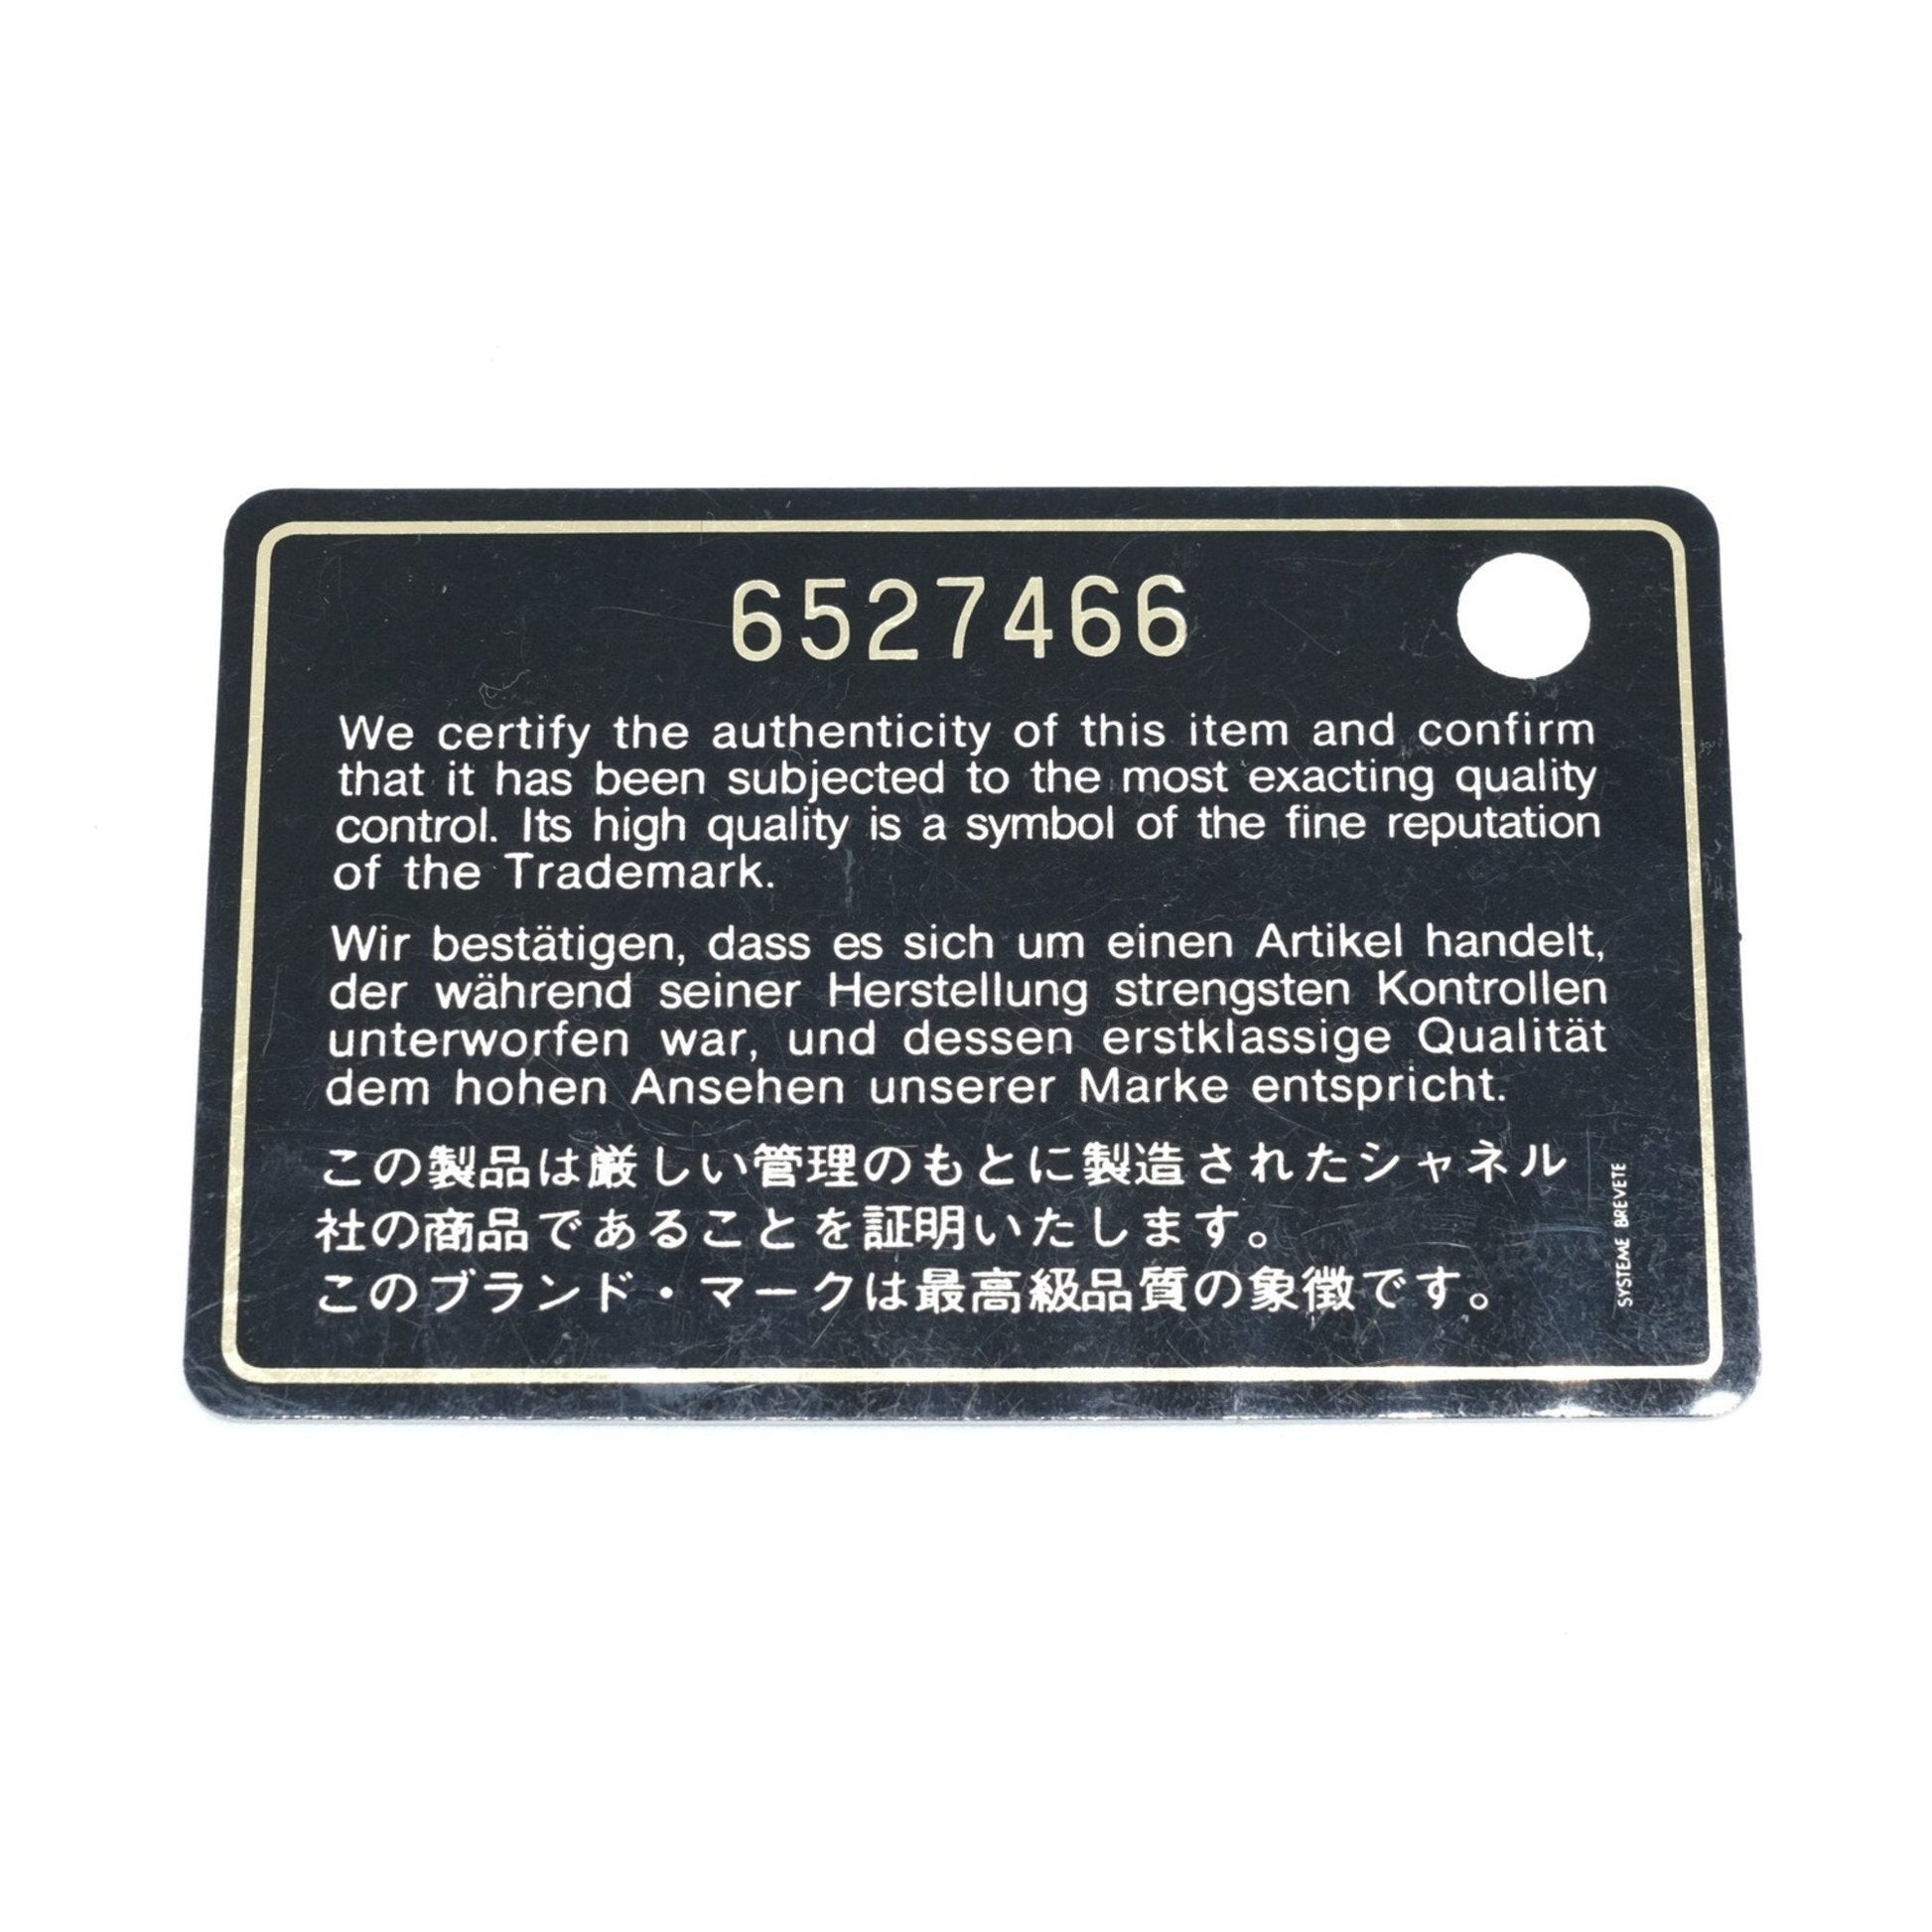 6527466
We certify the authenticity of this item and confirm
that it has been subjected to the most exacting quality
control. Its high quality is a symbol of the fine reputation
of the Trademark.
Wir bestätigen, dass es sich um einen Artikel handelt,
der während seiner Herstellung strengsten Kontrollen
unterworfen war, und dessen erstklassige Qualität
dem hohen Ansehen unserer Marke entspricht.
この製品は厳しい管理のもとに製造されたシャネル
社の商品であることを証明いたします。
このブランド・マークは最高級品質の象徴です。
SYSTEME BREVETE